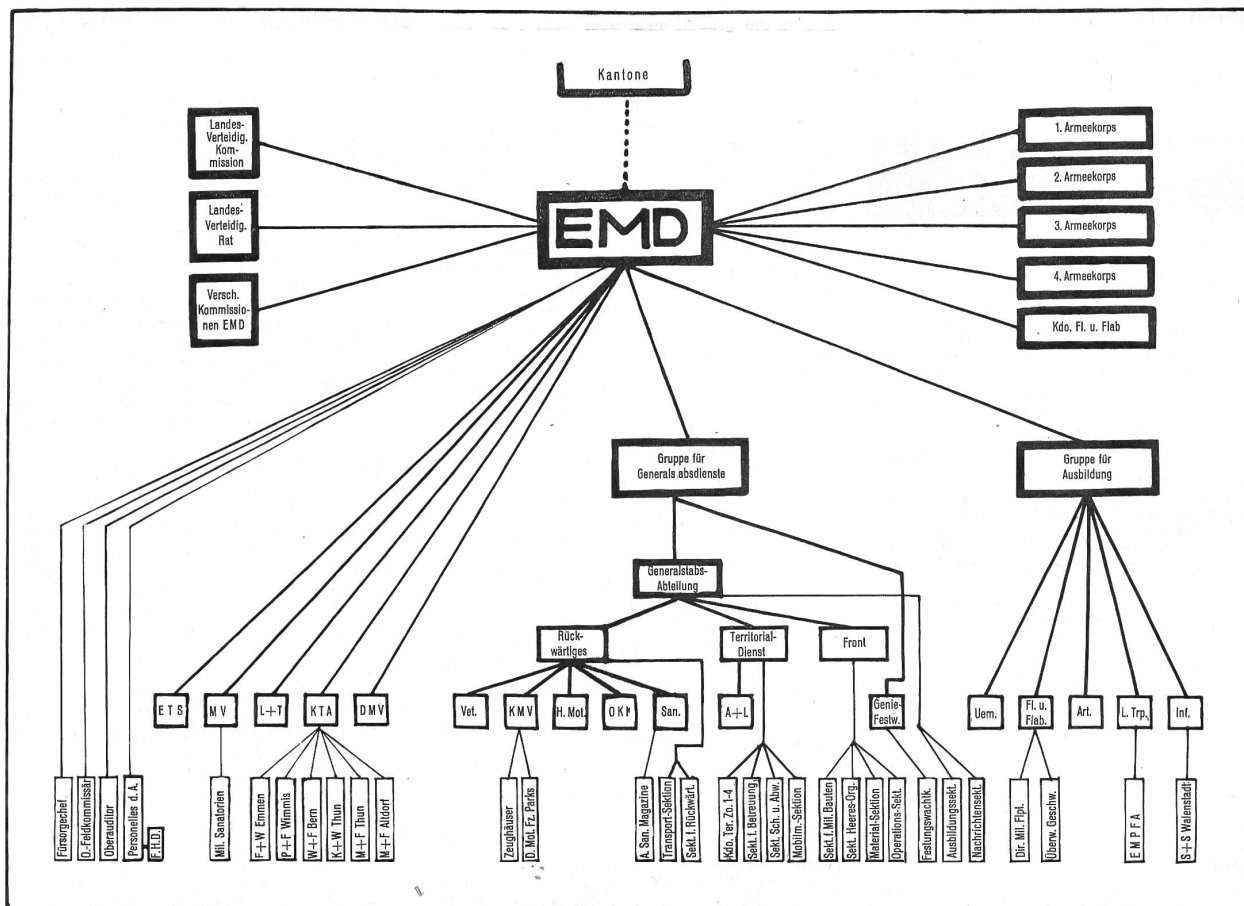 Kantone
Landes-
Verteidig.
Kom-
mission
Landes-
Verteidig.
Rat
Versch.
Kommissio-
nen EMD
EMD
1. Armeekorps
2. Armeekorps
3. Armeekorps
4. Armeekorps
Kdo. Fl. u. Flab
Gruppe für
Generals absdienste
Gruppe für
Ausbildung
Generalstabs-
Abteilung
Rück-
wärtiges
Territorial-
Dienst
Front
ETS
MV
L+T
KTA
DMV
Vet.
KMV
H. Mot.
OKK
San.
A+L
Genie-
Festw.
Uem.
Fl. u.
Flab.
Art.
L. Trp.
Inf.
Fürsorgechef
O.-Feldkommissär
Oberauditor
Personelles d. A.
F.H.D.
Mil. Sanatorien
F+W Emmen
P+F Wimmis
W+F Bern
K+W Thun
M+F Thun
M+F Altdorf
Zeughäuser
D. Mot. Fz. Parks
A. San. Magazine
Transport-Sektion
Sekt. f. Rückwärt.
Kdo. Ter. Zo. 1-4
Sekt. f. Betreuung
Sekt. Sch. u. Abw.
Mobilm.-Sektion
Sekt. f. Mil. Bauten
Sekt. Heeres-Org.
Material-Sektion
Operations-Sekt.
Festungswachtk.
Ausbildungssekt.
Nachrichtensekt.
Dir. Mil. Flpl.
Überw. Geschw.
EMPFA
S+S Walenstadt